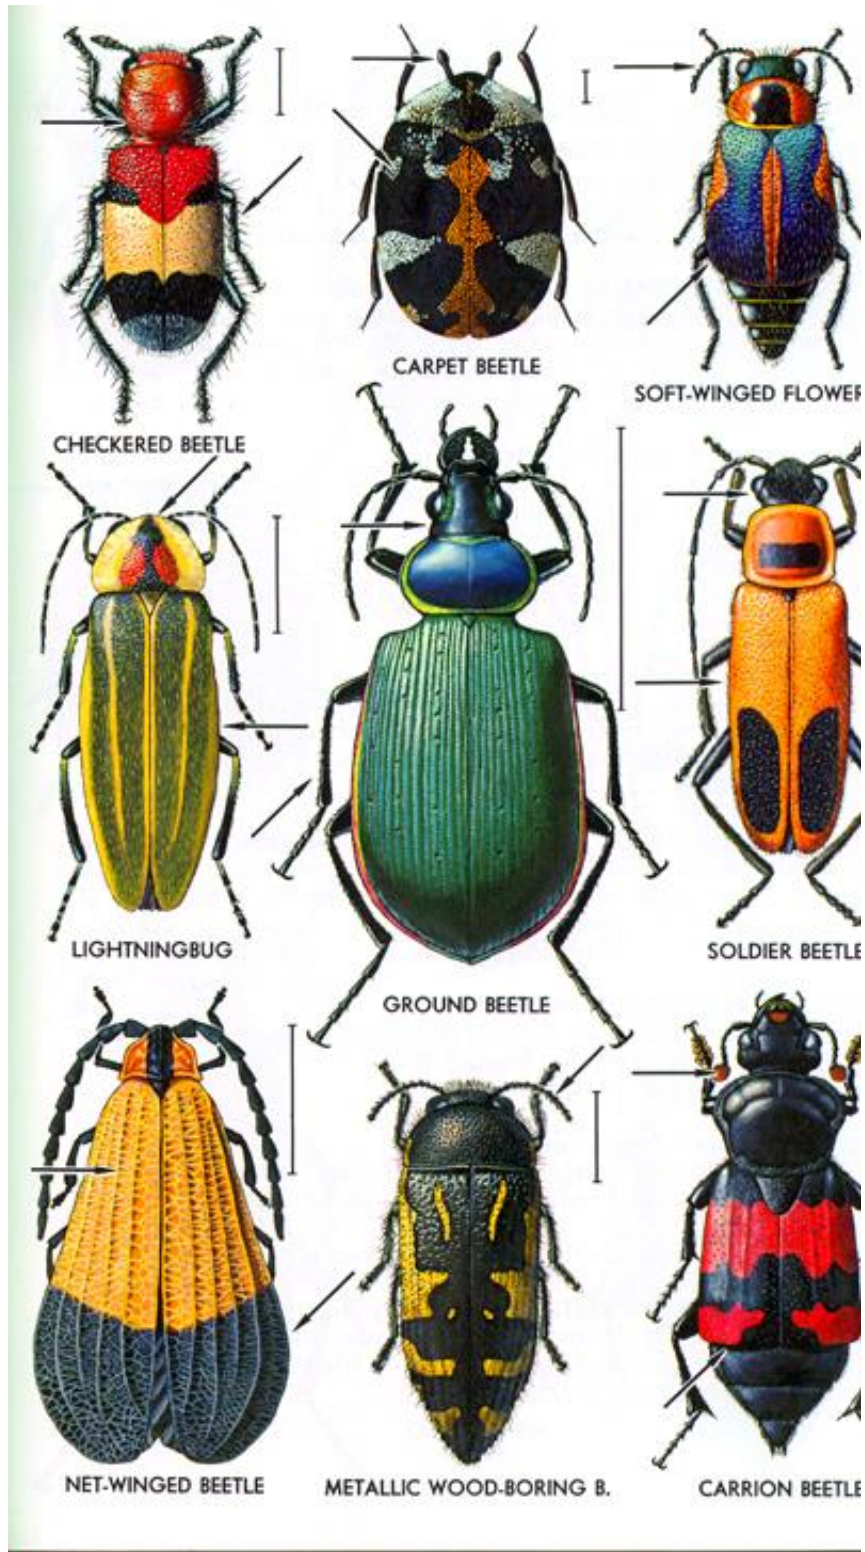 CARPET BEETLE
SOFT-WINGED FLOWER
CHECKERED BEETLE
LIGHTNINGBUG
SOLDIER BEETLE
GROUND BEETLE
NET-WINGED BEETLE
METALLIC WOOD-BORING B.
CARRION BEETLE